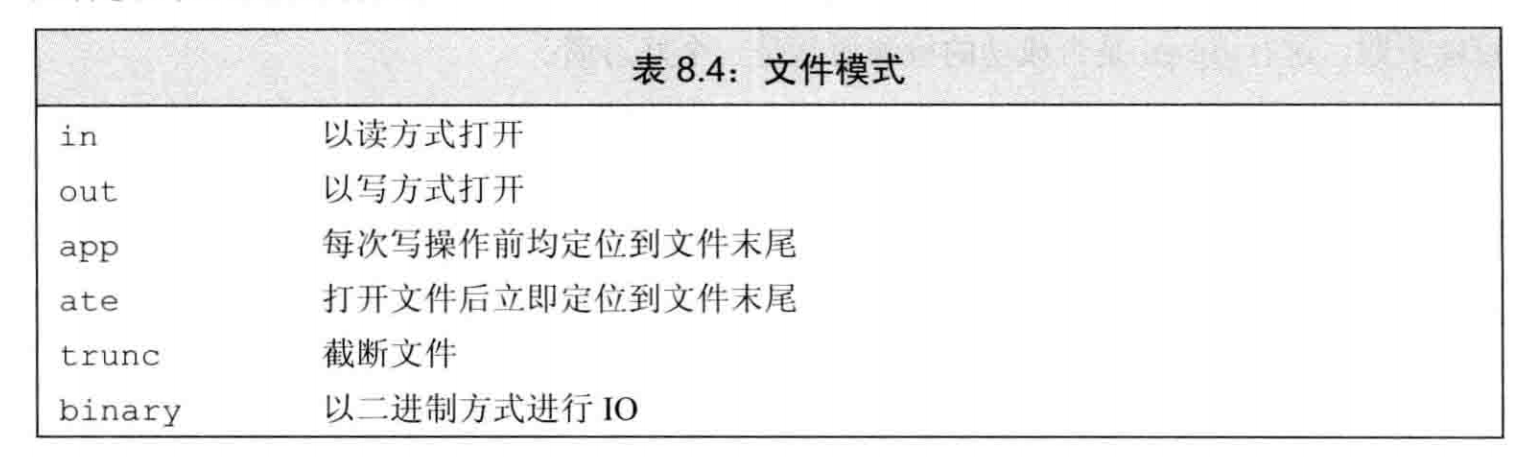 表 8.4：文件模式
in 以读方式打开
out 以写方式打开
app 每次写操作前均定位到文件末尾
ate 打开文件后立即定位到文件末尾
trunc 截断文件
binary 以二进制方式进行 IO